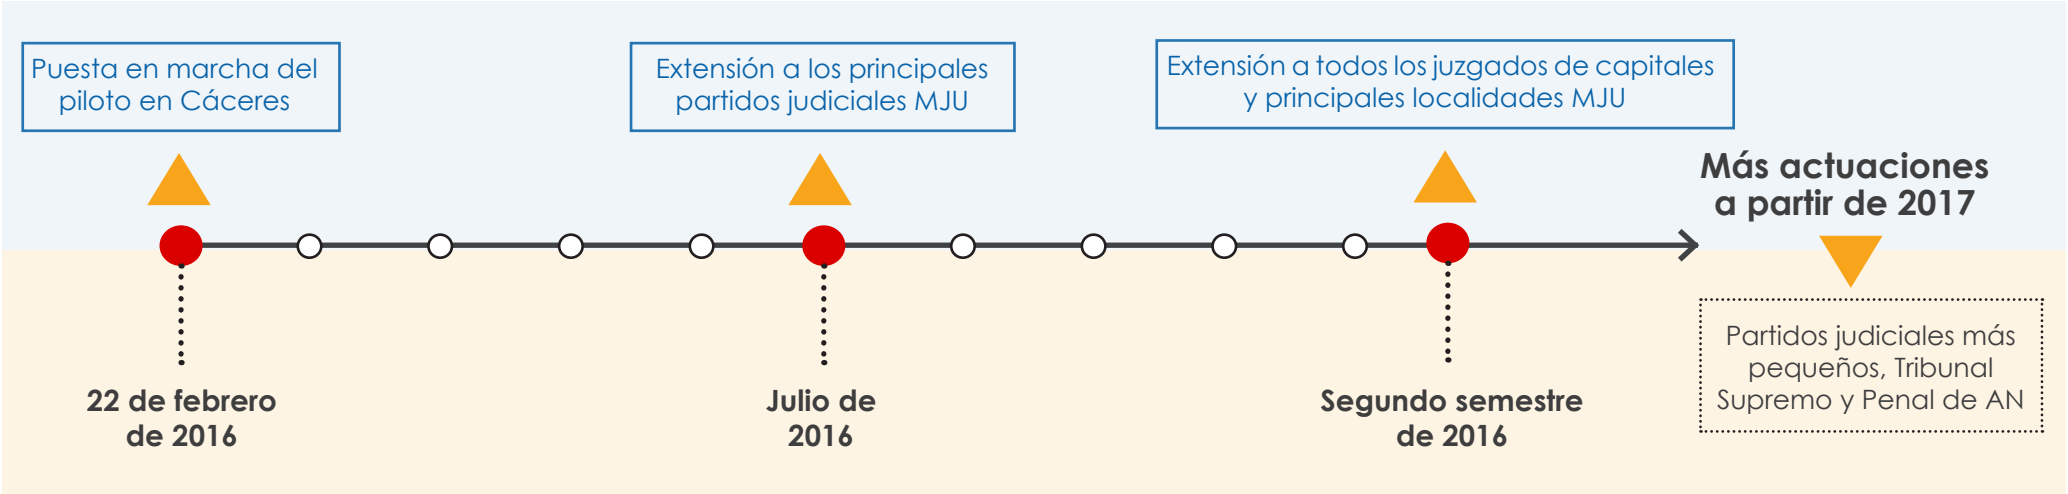 Puesta en marcha del
piloto en Cáceres
Extensión a los principales
partidos judiciales MJU
Extensión a todos los juzgados de capitales
y principales localidades MJU
Más actuaciones
a partir de 2017
22 de febrero
de 2016
Julio de
2016
Segundo semestre
de 2016
Partidos judiciales más
pequeños, Tribunal
Supremo y Penal de AN